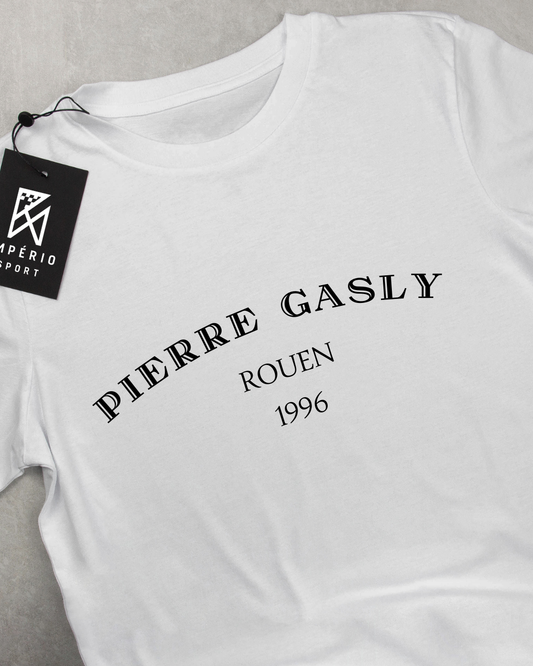 MPÉRIO
SPORT
PIERRE GASLY
ROUEN
1996